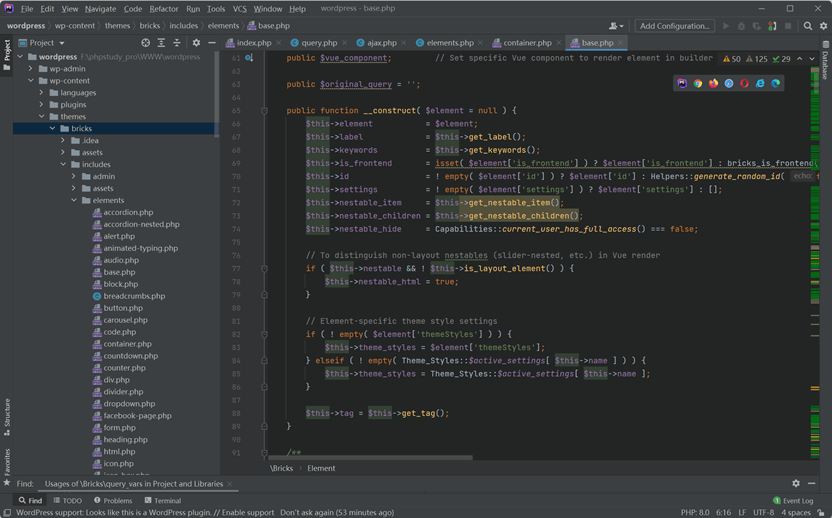 File Edit View Navigate Code Refactor Run Tools VCS Window Help wordpress - base.php
wordpress › wp-content › themes › bricks › includes › elements › base.php Add Configuration...
Project
index.php × query.php × ajax.php × elements.php × container.php × base.php ×
Project
Structure
Favorites
Database
wordpress F:\phpstudy_pro\WWW\wordpress
wp-admin
wp-content
languages
plugins
themes
bricks
.idea
assets
includes
admin
assets
elements
accordion.php
accordion-nested.php
alert.php
animated-typing.php
audio.php
base.php
block.php
breadcrumbs.php
button.php
carousel.php
code.php
container.php
countdown.php
counter.php
div.php
divider.php
dropdown.php
facebook-page.php
form.php
heading.php
html.php
icon.php
50 125 29
61 public $vue_component; // Set specific Vue component to render element in builder
62
63 public $original_query = '';
64
65 public function __construct( $element = null ) {
66 $this->element = $element;
67 $this->label = $this->get_label();
68 $this->keywords = $this->get_keywords();
69 $this->is_frontend = isset( $element['is_frontend'] ) ? $element['is_frontend'] : bricks_is_frontend(
70 $this->id = ! empty( $element['id'] ) ? $element['id'] : Helpers::generate_random_id( echo: f
71 $this->settings = ! empty( $element['settings'] ) ? $element['settings'] : [];
72 $this->nestable_item = $this->get_nestable_item();
73 $this->nestable_children = $this->get_nestable_children();
74 $this->nestable_hide = Capabilities::current_user_has_full_access() === false;
75
76 // To distinguish non-layout nestables (slider-nested, etc.) in Vue render
77 if ( $this->nestable && ! $this->is_layout_element() ) {
78 $this->nestable_html = true;
79 }
80
81 // Element-specific theme style settings
82 if ( ! empty( $element['themeStyles'] ) ) {
83 $this->theme_styles = $element['themeStyles'];
84 } elseif ( ! empty( Theme_Styles::$active_settings[ $this->name ] ) ) {
85 $this->theme_styles = Theme_Styles::$active_settings[ $this->name ];
86 }
87
88 $this->tag = $this->get_tag();
89 }
90
91 /**
\Bricks › Element
Find: Usages of \Bricks\query_vars in Project and Libraries ×
Find TODO Problems Terminal Event Log
WordPress support: Looks like this is a WordPress plugin. // Enable support Don't ask again (53 minutes ago) PHP: 8.0 6:16 LF UTF-8 4 spaces